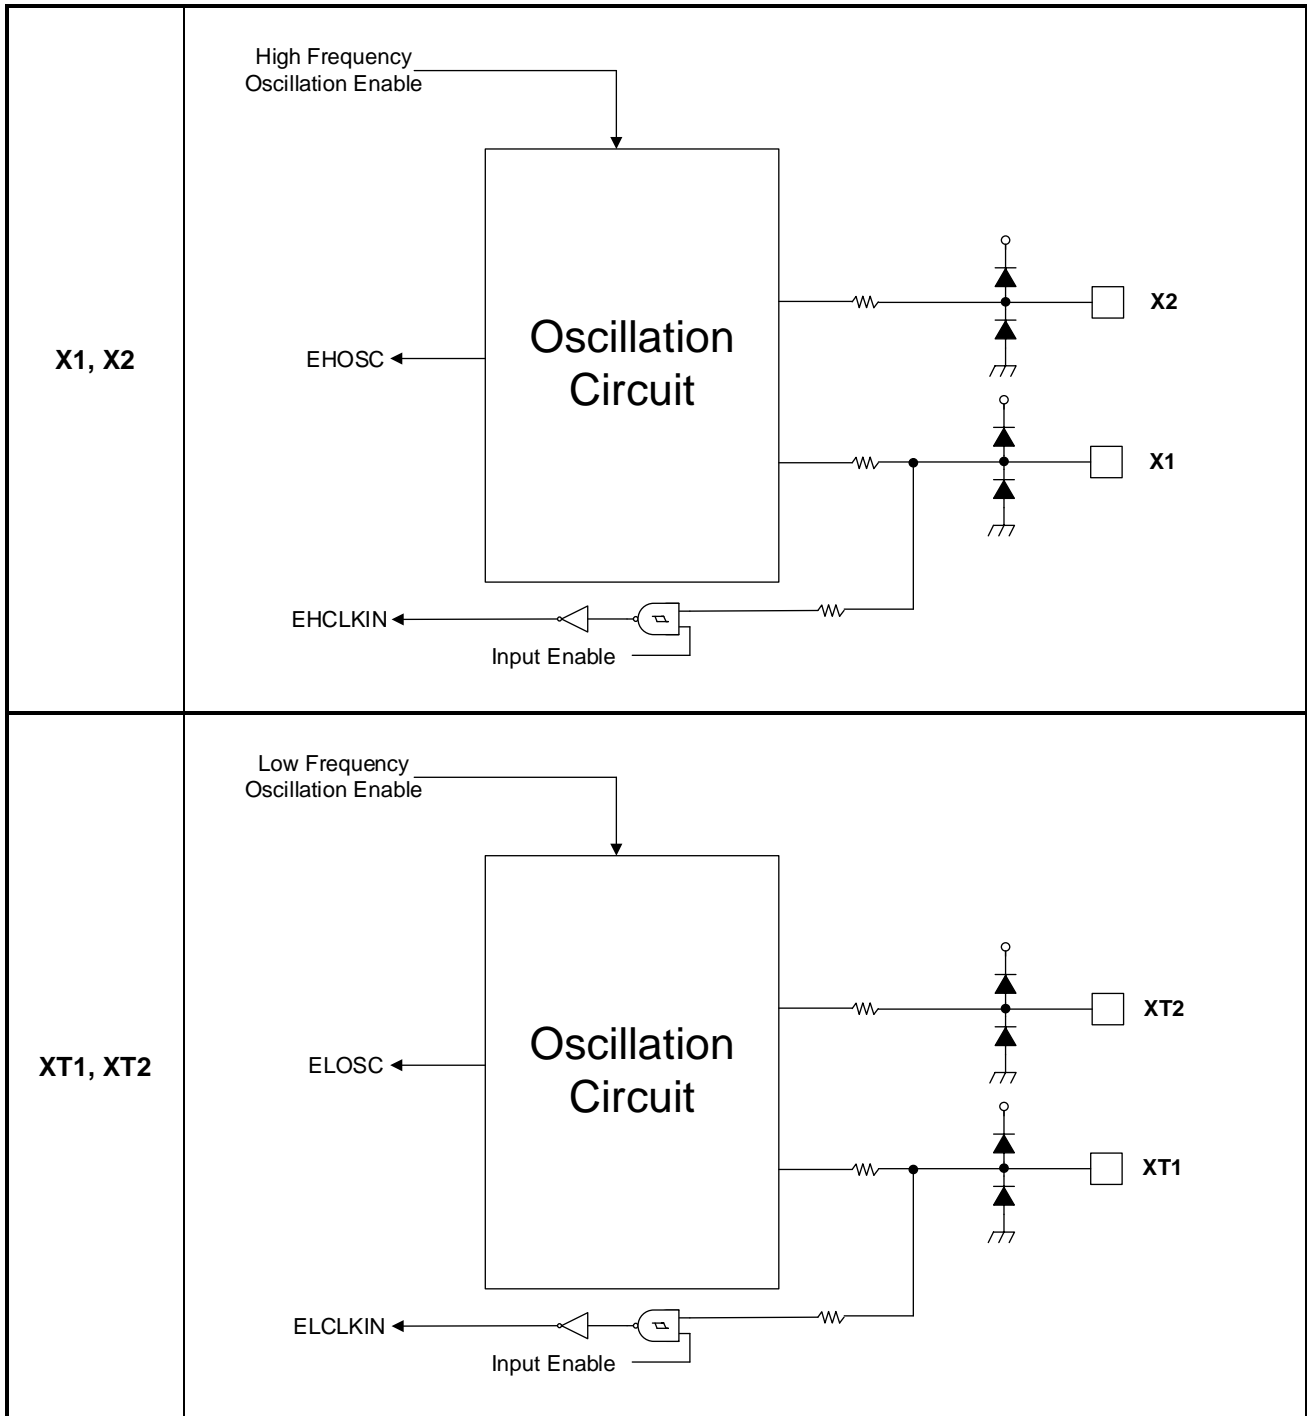 High Frequency
Oscillation Enable
X2
Oscillation
Circuit
X1, X2
EHOSC
X1
EHCLKIN
Input Enable
Low Frequency
Oscillation Enable
XT2
Oscillation
Circuit
XT1, XT2
ELOSC
XT1
ELCLKIN
Input Enable